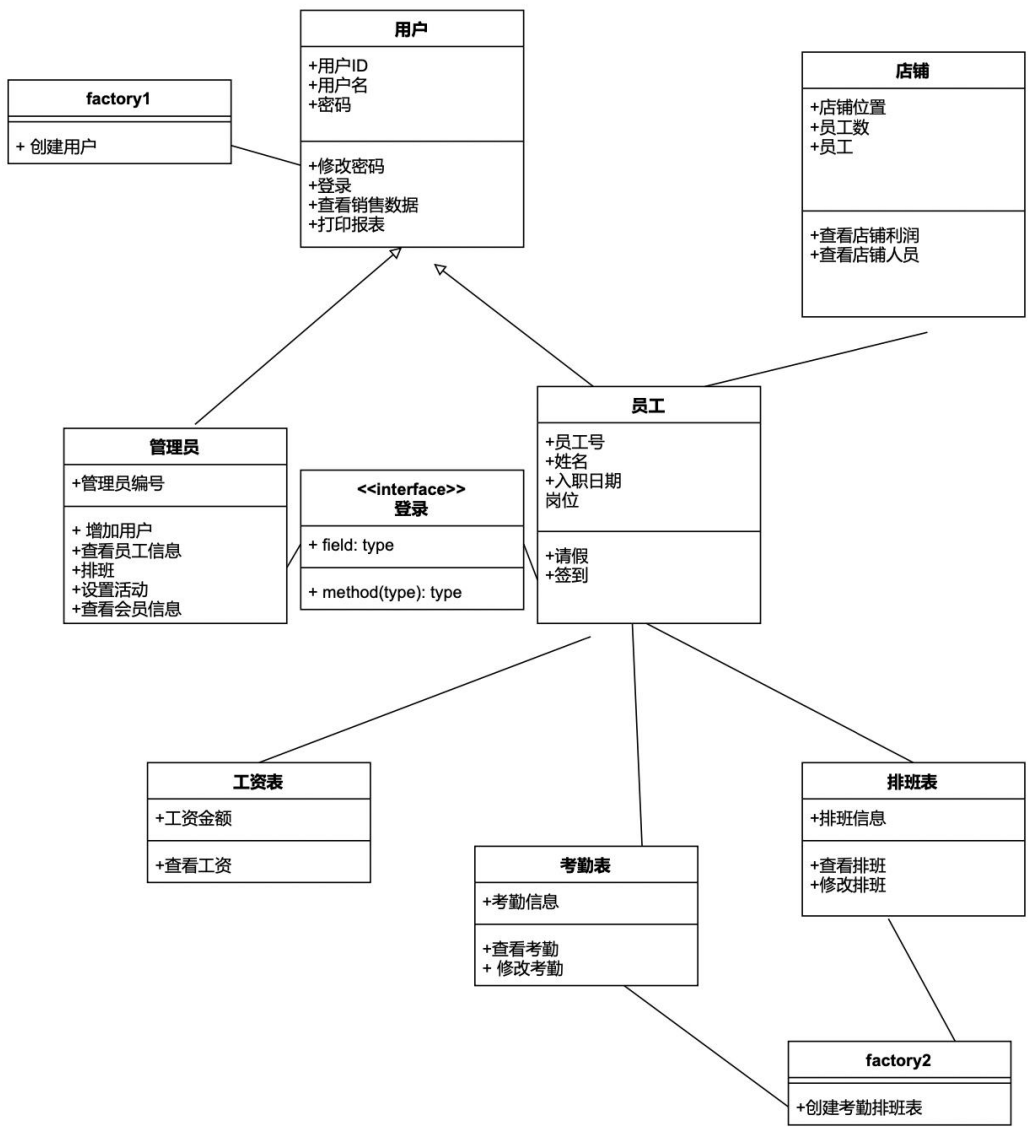 用户
+用户ID
+用户名
+密码
+修改密码
+登录
+查看销售数据
+打印报表
factory1
+ 创建用户
店铺
+店铺位置
+员工数
+员工
+查看店铺利润
+查看店铺人员
管理员
+管理员编号
+ 增加用户
+查看员工信息
+排班
+设置活动
+查看会员信息
<<interface>>
登录
+ field: type
+ method(type): type
员工
+员工号
+姓名
+入职日期
岗位
+请假
+签到
工资表
+工资金额
+查看工资
考勤表
+考勤信息
+查看考勤
+ 修改考勤
排班表
+排班信息
+查看排班
+修改排班
factory2
+创建考勤排班表